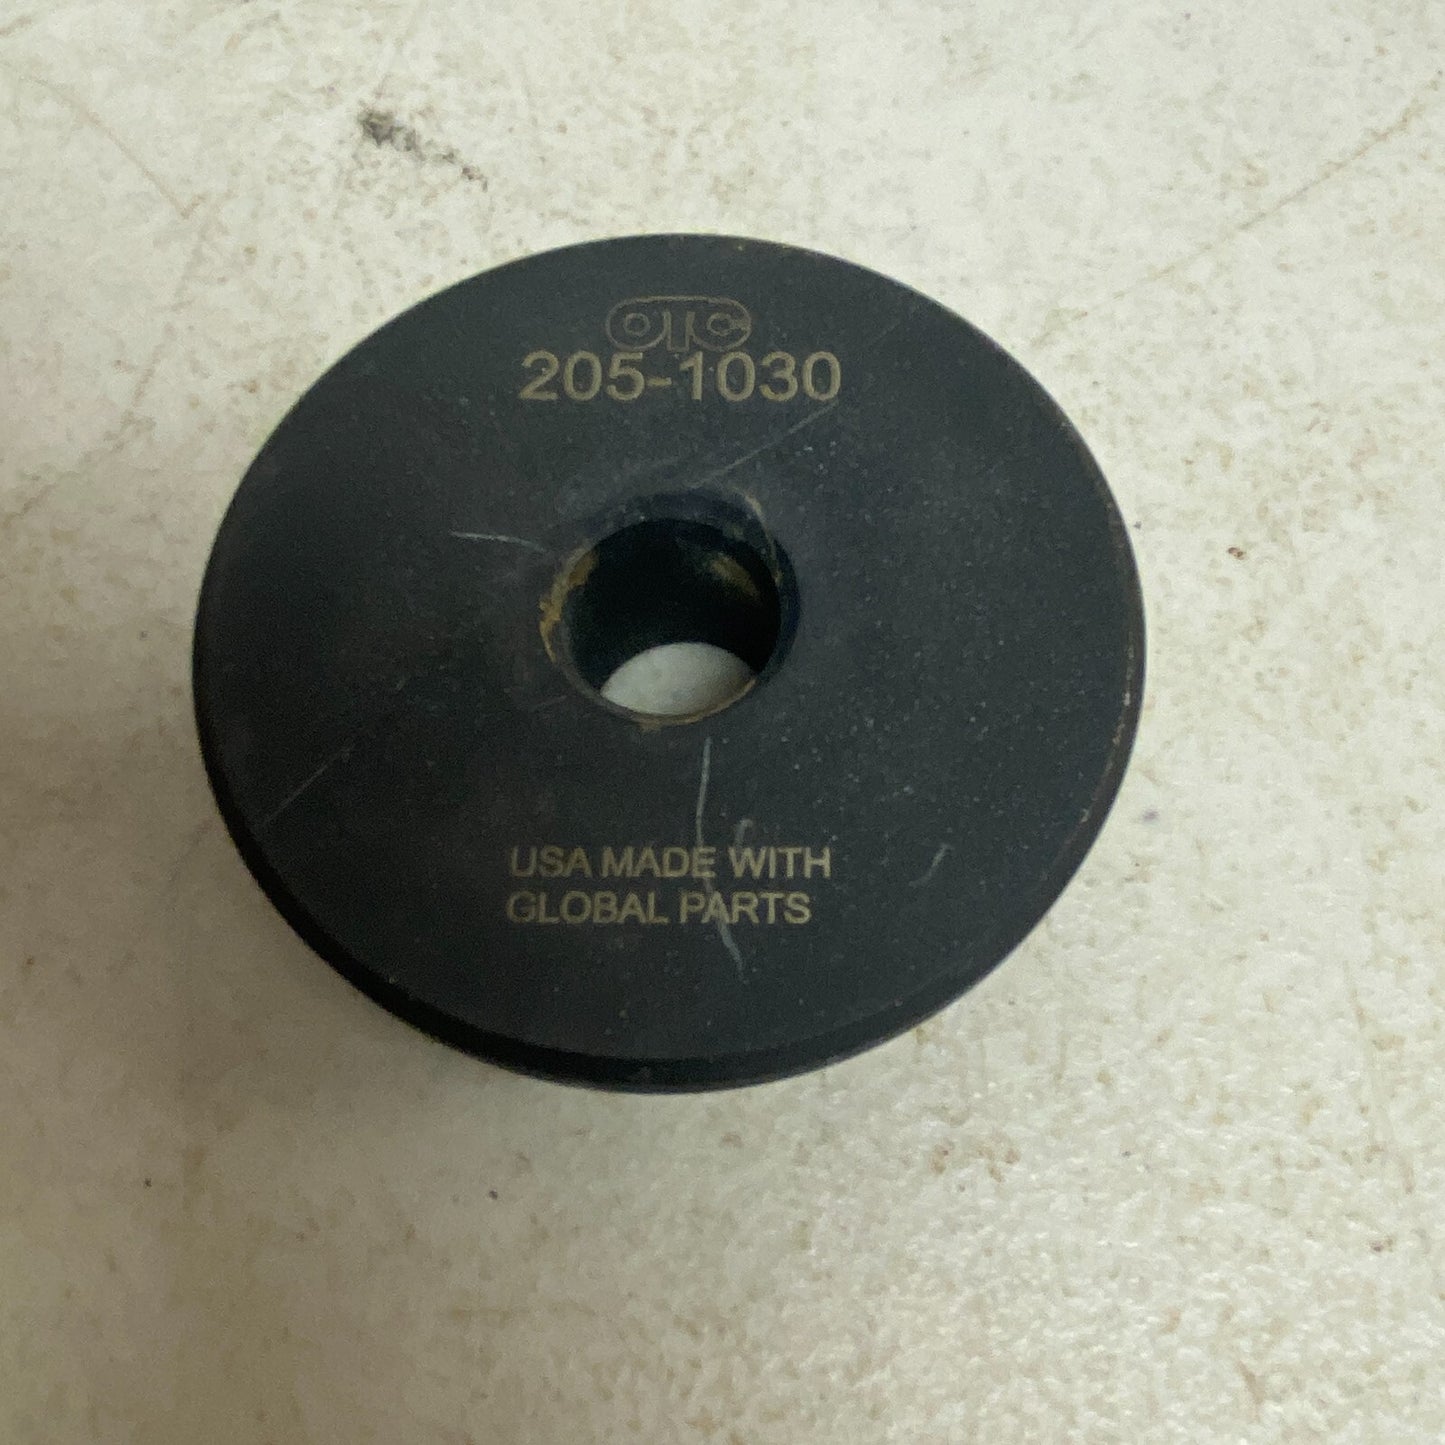 OTC
205-1030
USA MADE WITH
GLOBAL PARTS